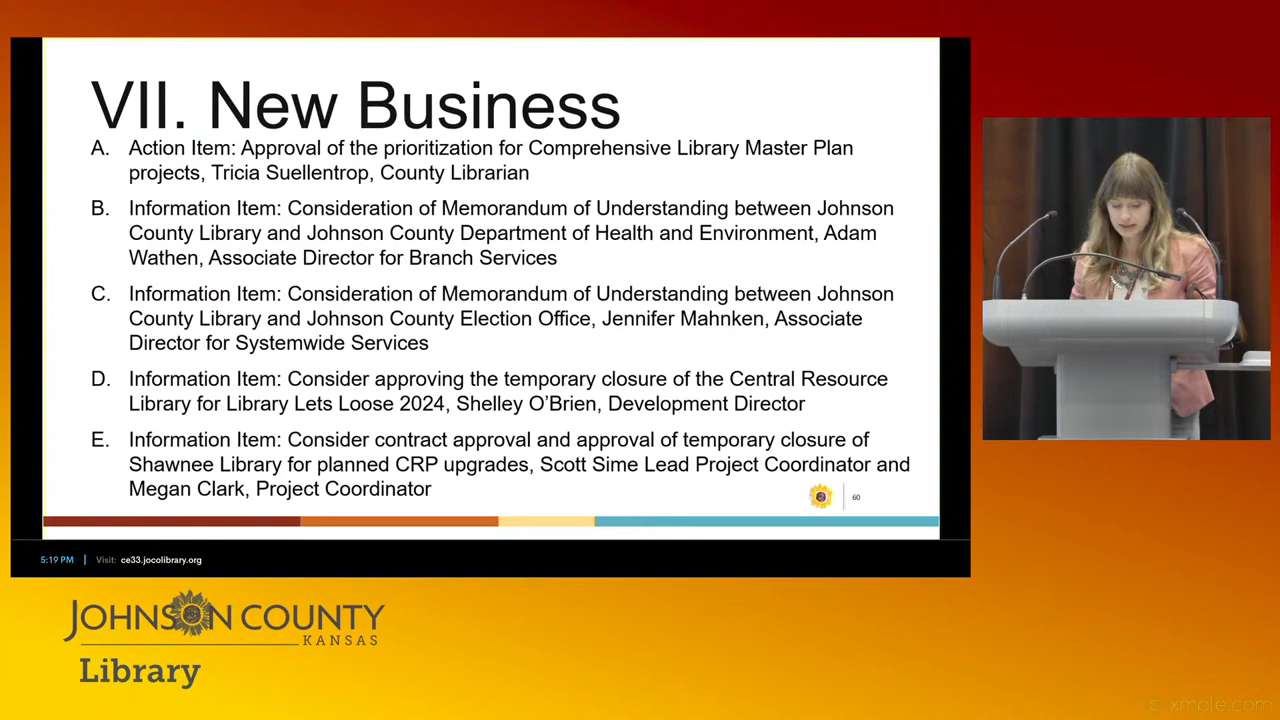 VII. New Business
A. Action Item: Approval of the prioritization for Comprehensive Library Master Plan
projects, Tricia Suellentrop, County Librarian
B. Information Item: Consideration of Memorandum of Understanding between Johnson
County Library and Johnson County Department of Health and Environment, Adam
Wathen, Associate Director for Branch Services
C. Information Item: Consideration of Memorandum of Understanding between Johnson
County Library and Johnson County Election Office, Jennifer Mahnken, Associate
Director for Systemwide Services
D. Information Item: Consider approving the temporary closure of the Central Resource
Library for Library Lets Loose 2024, Shelley O’Brien, Development Director
E. Information Item: Consider contract approval and approval of temporary closure of
Shawnee Library for planned CRP upgrades, Scott Sime Lead Project Coordinator and
Megan Clark, Project Coordinator
60
5:19 PM | Visit: ce33.jocolibrary.org
JOHNSON COUNTY
KANSAS
Library